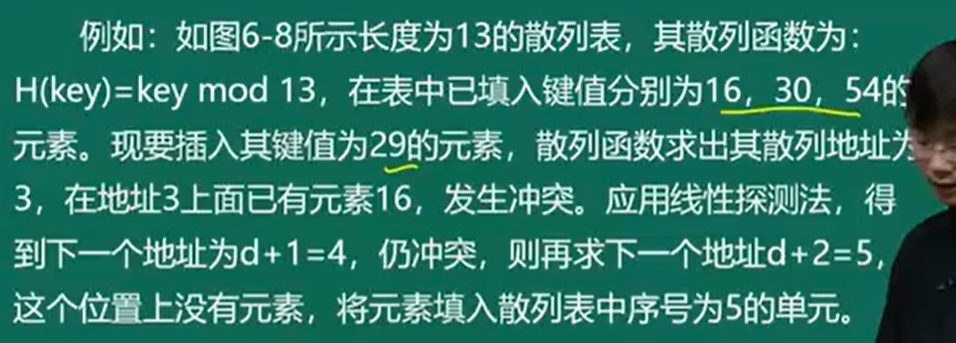 例如：如图6-8所示长度为13的散列表，其散列函数为：
H(key)=key mod 13，在表中已填入键值分别为16，30，54的
元素。现要插入其键值为29的元素，散列函数求出其散列地址为
3，在地址3上面已有元素16，发生冲突。应用线性探测法，得
到下一个地址为d+1=4，仍冲突，则再求下一个地址d+2=5，
这个位置上没有元素，将元素填入散列表中序号为5的单元。